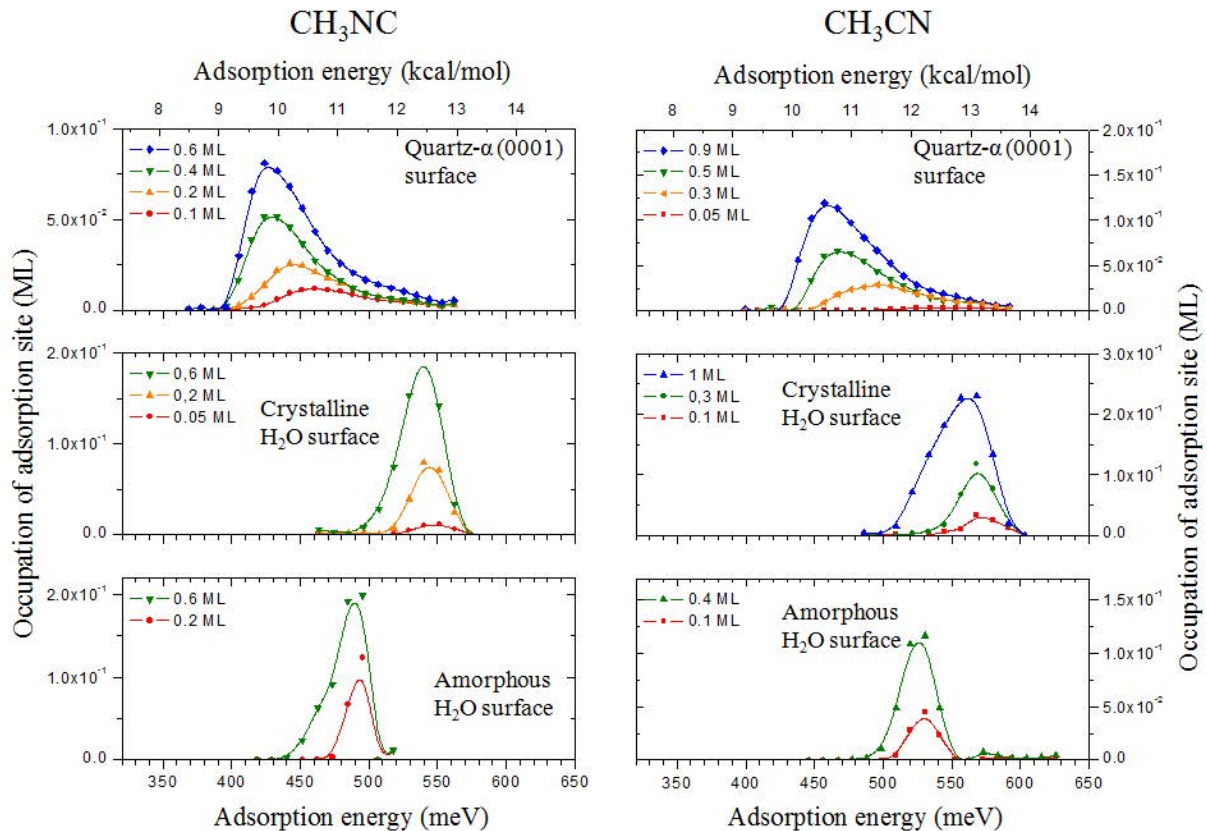 CH₃NC
Adsorption energy (kcal/mol)
8 9 10 11 12 13 14
1.0x10⁻¹
5.0x10⁻²
0.0
0.6 ML
0.4 ML
0.2 ML
0.1 ML
Quartz-α (0001)
surface
2.0x10⁻¹
1.0x10⁻¹
0.0
0,6 ML
0,2 ML
0.05 ML
Crystalline
H₂O surface
2.0x10⁻¹
1.0x10⁻¹
0.0
0.6 ML
0.2 ML
Amorphous
H₂O surface
350 400 450 500 550 600 650
Adsorption energy (meV)
Occupation of adsorption site (ML)
CH₃CN
Adsorption energy (kcal/mol)
8 9 10 11 12 13 14
0.9 ML
0.5 ML
0.3 ML
0.05 ML
Quartz-α (0001)
surface
2.0x10⁻¹
1.5x10⁻¹
1.0x10⁻¹
5.0x10⁻²
0.0
1 ML
0,3 ML
0.1 ML
Crystalline
H₂O surface
3.0x10⁻¹
2.0x10⁻¹
1.0x10⁻¹
0.0
0.4 ML
0.1 ML
Amorphous
H₂O surface
1.5x10⁻¹
1.0x10⁻¹
5.0x10⁻²
0.0
350 400 450 500 550 600 650
Adsorption energy (meV)
Occupation of adsorption site (ML)